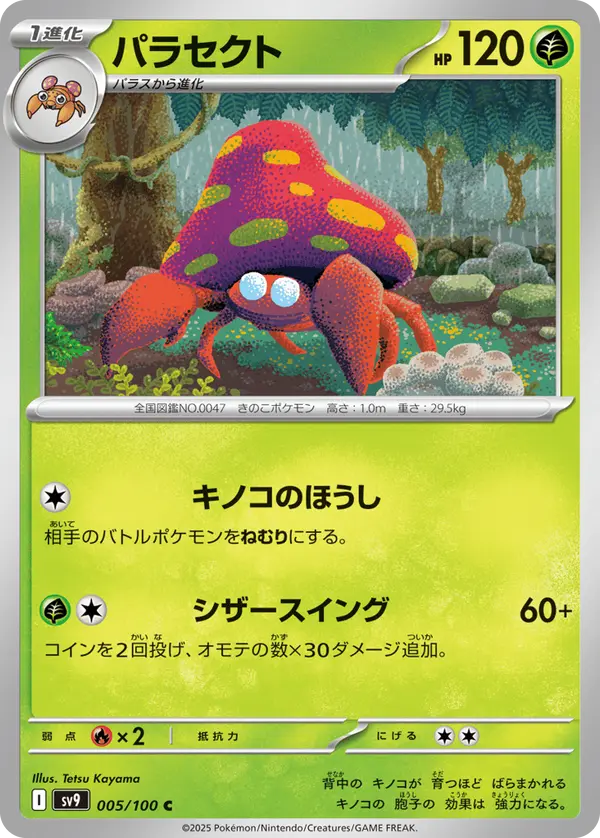 1進化
パラセクト
HP 120
パラスから進化
全国図鑑NO.0047 きのこポケモン 高さ:1.0m 重さ:29.5kg
キノコのほうし
相手のバトルポケモンをねむりにする。
シザースイング 60+
コインを2回投げ、オモテの数×30ダメージ追加。
弱点 ×2 抵抗力 にげる
Illus. Tetsu Kayama
背中の キノコが 育つほど ばらまかれる
キノコの 胞子の 効果は 強力になる。
I sv9 005/100 C
©2025 Pokémon/Nintendo/Creatures/GAME FREAK.